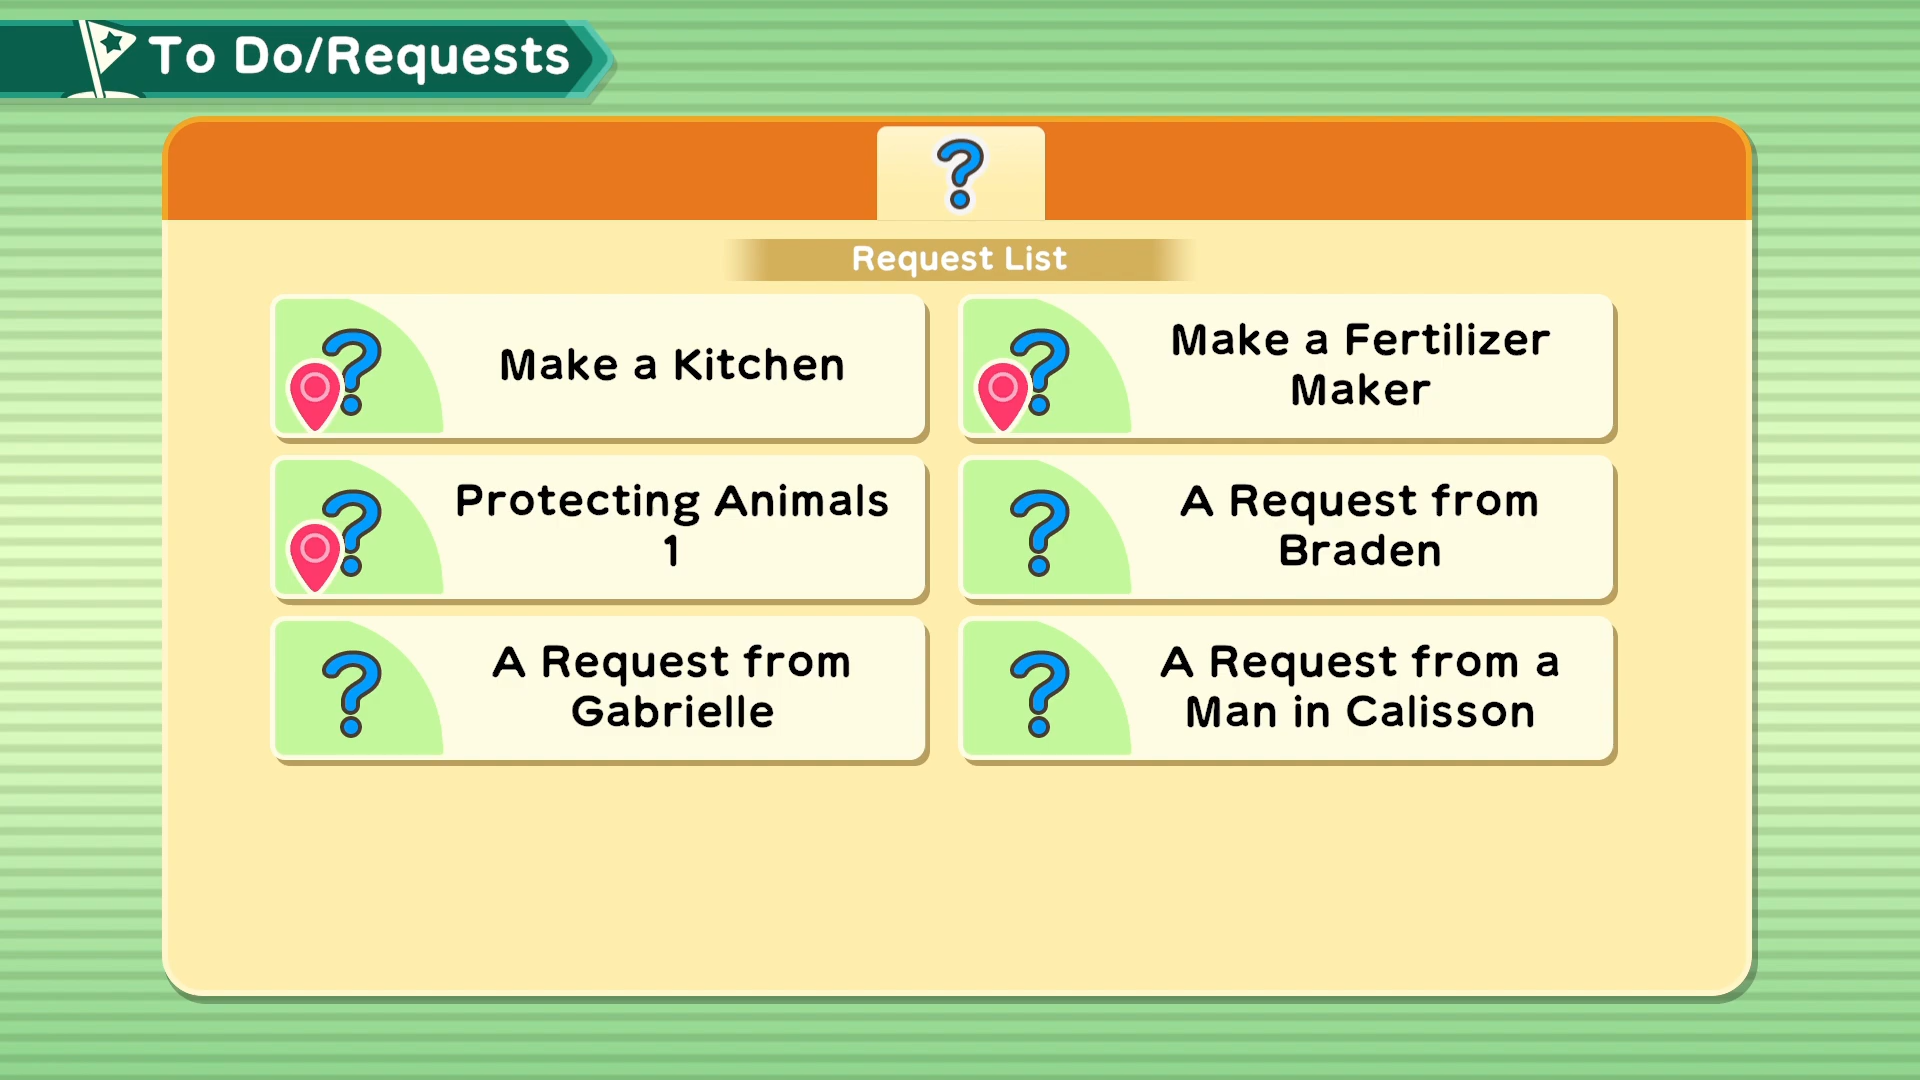 To Do/Requests
?
Request List
? Make a Kitchen
? Make a Fertilizer
Maker
? Protecting Animals
1
? A Request from
Braden
? A Request from
Gabrielle
? A Request from a
Man in Calisson